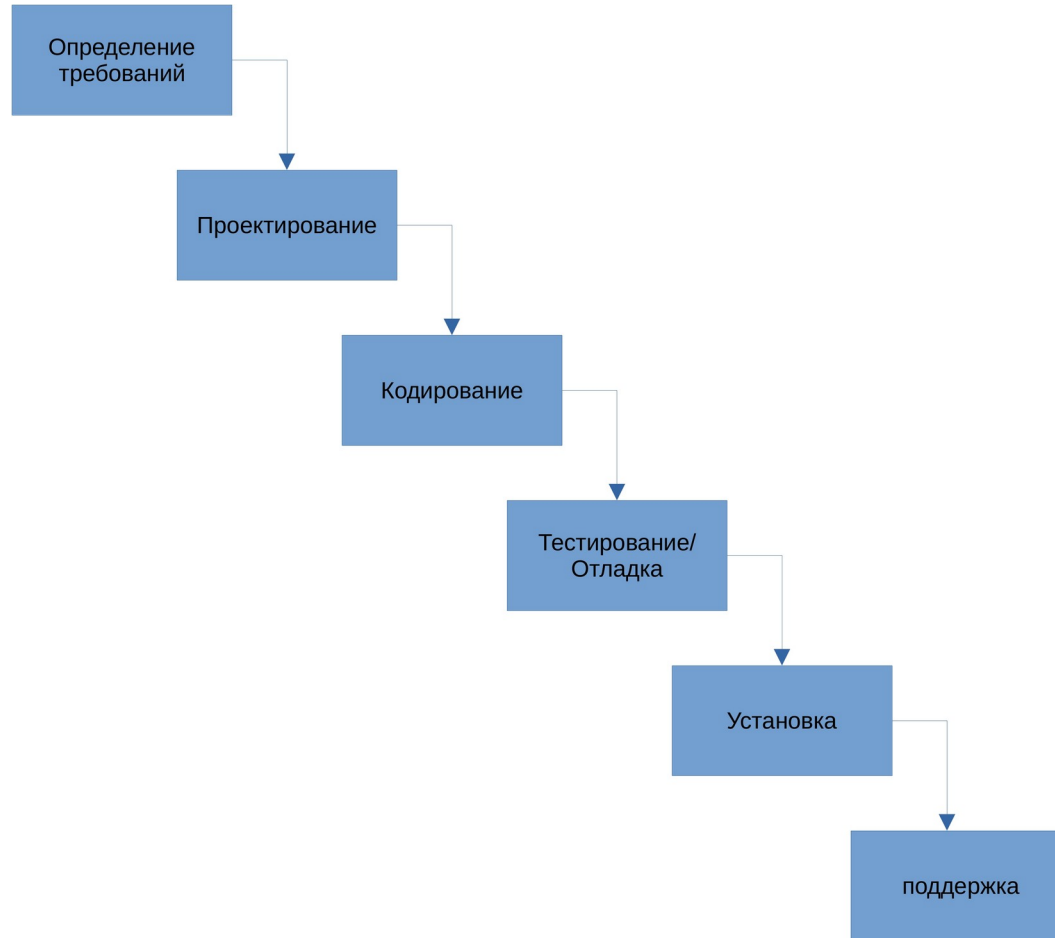 Определение
требований
Проектирование
Кодирование
Тестирование/
Отладка
Установка
поддержка